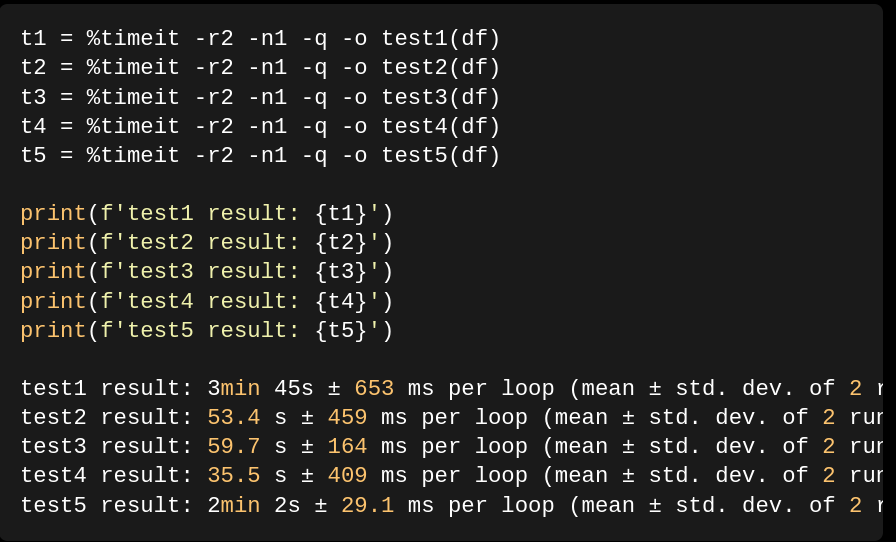 t1 = %timeit -r2 -n1 -q -o test1(df)
t2 = %timeit -r2 -n1 -q -o test2(df)
t3 = %timeit -r2 -n1 -q -o test3(df)
t4 = %timeit -r2 -n1 -q -o test4(df)
t5 = %timeit -r2 -n1 -q -o test5(df)
print(f'test1 result: {t1}')
print(f'test2 result: {t2}')
print(f'test3 result: {t3}')
print(f'test4 result: {t4}')
print(f'test5 result: {t5}')
test1 result: 3min 45s ± 653 ms per loop (mean ± std. dev. of 2
test2 result: 53.4 s ± 459 ms per loop (mean ± std. dev. of 2
test3 result: 59.7 s ± 164 ms per loop (mean ± std. dev. of 2
test4 result: 35.5 s ± 409 ms per loop (mean ± std. dev. of 2
test5 result: 2min 2s ± 29.1 ms per loop (mean ± std. dev. of 2